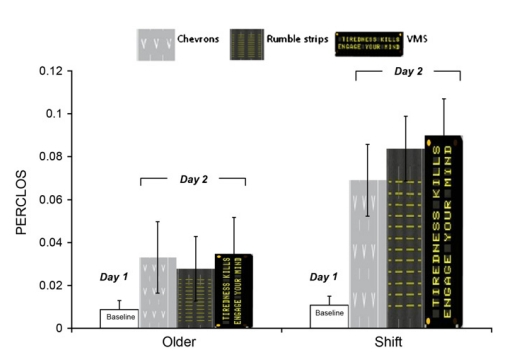 Chevrons
Rumble strips
TIREDNESS KILLS
ENGAGE YOUR MIND
VMS
PERCLOS
0.12
0.1
0.08
0.06
0.04
0.02
0
Day 1
Baseline
Day 2
TIREDNESS KILLS
ENGAGE YOUR MIND
Day 1
Baseline
Day 2
TIREDNESS KILLS
ENGAGE YOUR MIND
Older
Shift